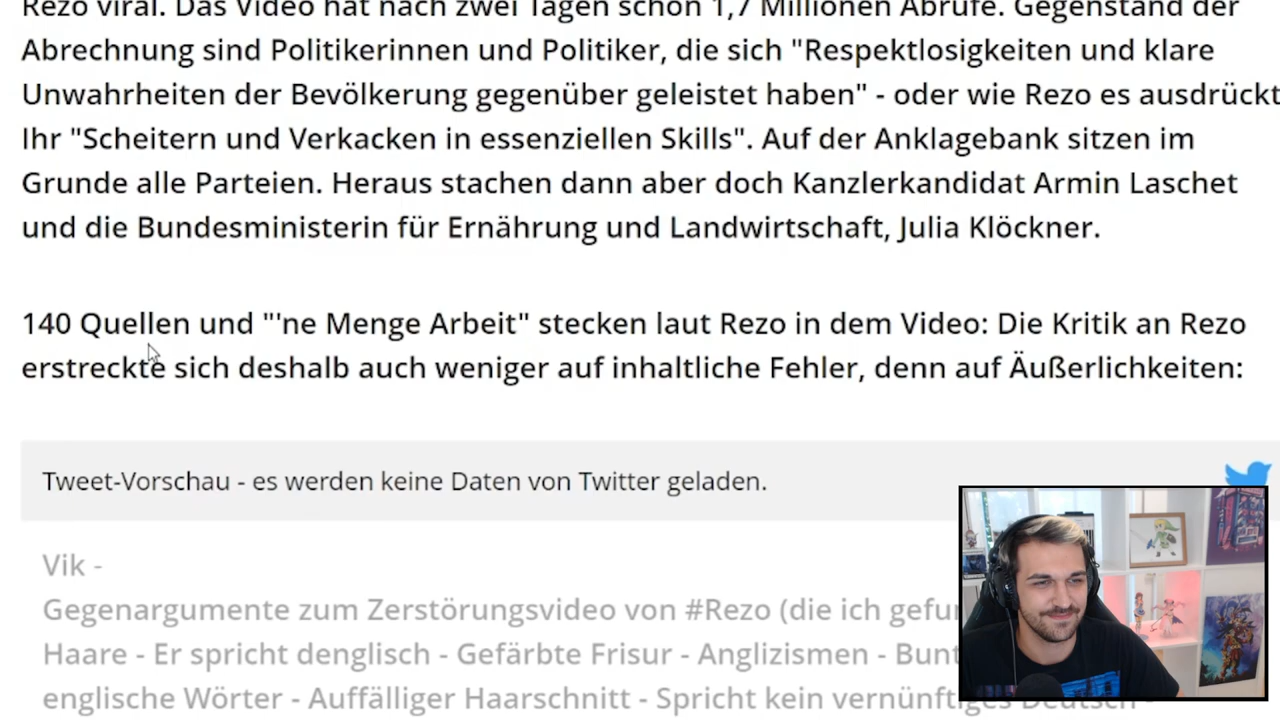 Rezo viral. Das Video hat nach zwei Tagen schon 1,7 Millionen Abrufe. Gegenstand der
Abrechnung sind Politikerinnen und Politiker, die sich "Respektlosigkeiten und klare
Unwahrheiten der Bevölkerung gegenüber geleistet haben" - oder wie Rezo es ausdrückt
Ihr "Scheitern und Verkacken in essenziellen Skills". Auf der Anklagebank sitzen im
Grunde alle Parteien. Heraus stachen dann aber doch Kanzlerkandidat Armin Laschet
und die Bundesministerin für Ernährung und Landwirtschaft, Julia Klöckner.
140 Quellen und "'ne Menge Arbeit" stecken laut Rezo in dem Video: Die Kritik an Rezo
erstreckte sich deshalb auch weniger auf inhaltliche Fehler, denn auf Äußerlichkeiten:
Tweet-Vorschau - es werden keine Daten von Twitter geladen.
Vik -
Gegenargumente zum Zerstörungsvideo von #Rezo (die ich
Haare - Er spricht denglisch - Gefärbte Frisur - Anglizismen -
englische Wörter - Auffälliger Haarschnitt - Spricht kein vernünftiges Deutsch -